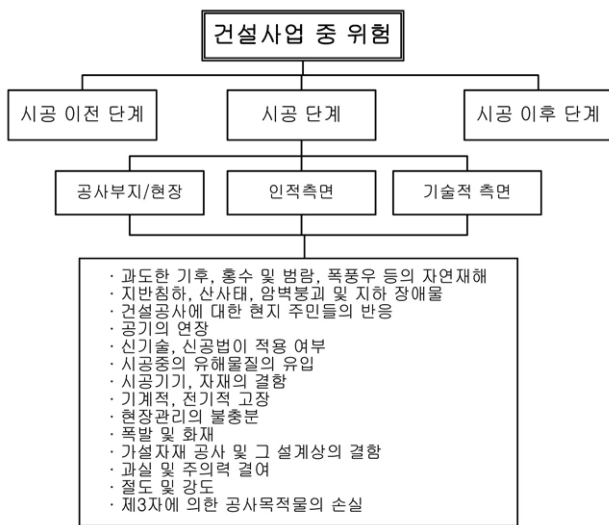 건설사업 중 위험
시공 이전 단계
시공 단계
시공 이후 단계
공사부지/현장
인적측면
기술적 측면
· 과도한 기후, 홍수 및 범람, 폭풍우 등의 자연재해
· 지반침하, 산사태, 암벽붕괴 및 지하 장애물
· 건설공사에 대한 현지 주민들의 반응
· 공기의 연장
· 신기술, 신공법이 적용 여부
· 시공중의 유해물질의 유입
· 시공기기, 자재의 결함
· 기계적, 전기적 고장
· 현장관리의 불충분
· 폭발 및 화재
· 가설자재 공사 및 그 설계상의 결함
· 과실 및 주의력 결여
· 절도 및 강도
· 제3자에 의한 공사목적물의 손실